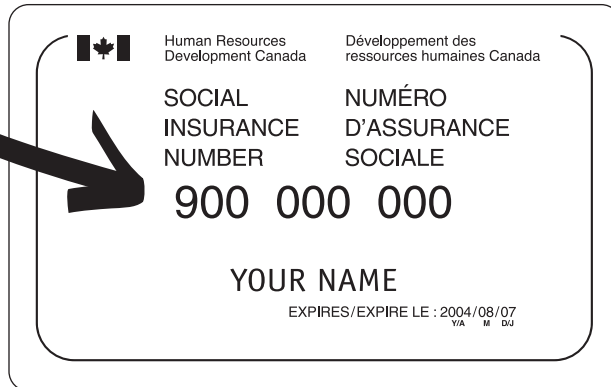 Human Resources
Development Canada
Développement des
ressources humaines Canada
SOCIAL
INSURANCE
NUMBER
NUMÉRO
D'ASSURANCE
SOCIALE
900 000 000
YOUR NAME
EXPIRES/EXPIRE LE : 2004/08/07
Y/A M D/J